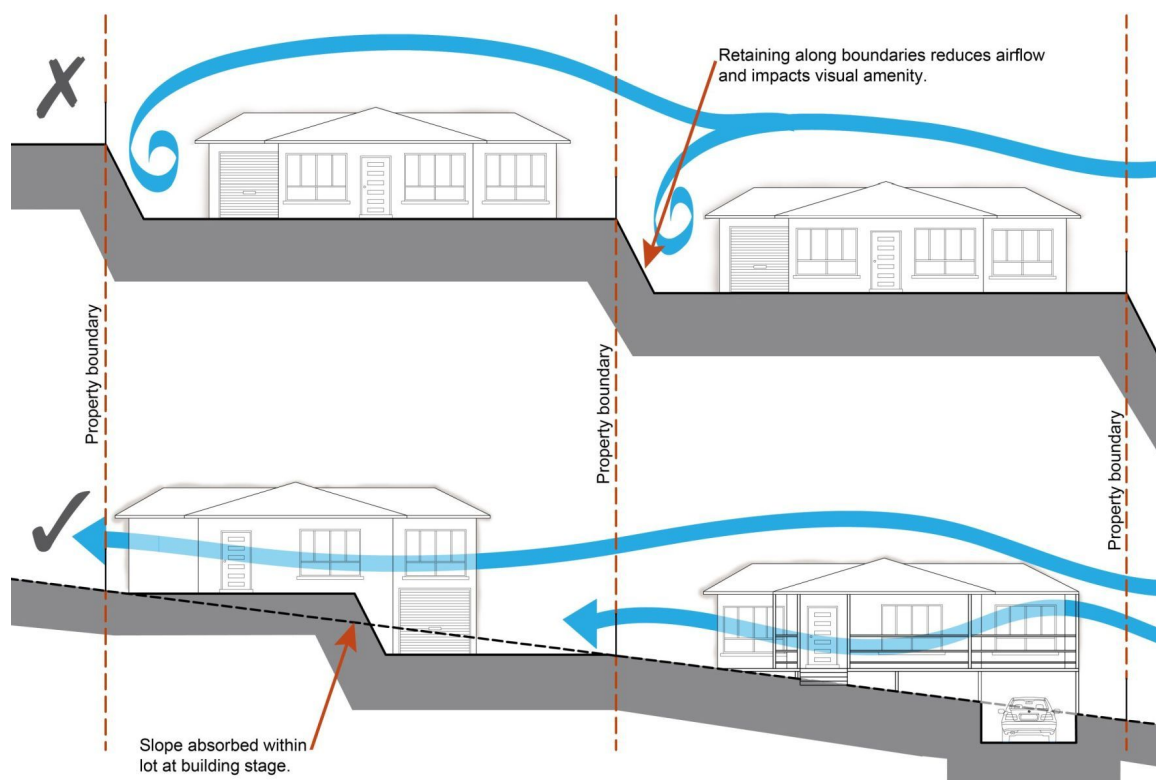 Retaining along boundaries reduces airflow
and impacts visual amenity.
Property boundary
Property boundary
Property boundary
Slope absorbed within
lot at building stage.